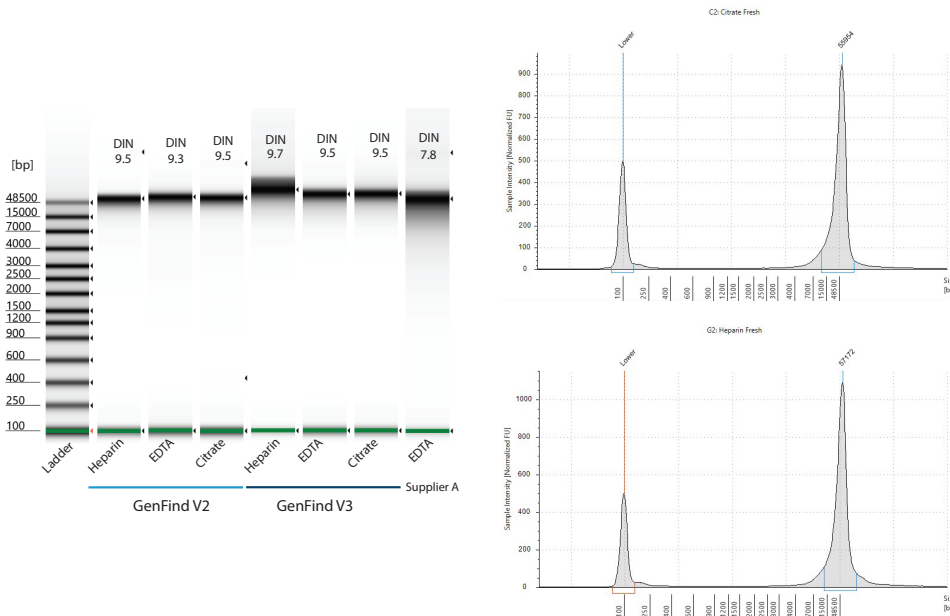 DIN 9.5
DIN 9.3
DIN 9.5
DIN 9.7
DIN 9.5
DIN 9.5
DIN 7.8
[bp]
48500
15000
7000
4000
3000
2500
2000
1500
1200
900
600
400
250
100
Ladder
Heparin
EDTA
Citrate
Heparin
EDTA
Citrate
EDTA
GenFind V2
GenFind V3
Supplier A
C2: Citrate Fresh
Lower
55954
Sample Intensity [Normalized FU]
900
800
700
600
500
400
300
200
100
0
100
250
400
600
900
1200
1500
2000
2500
3000
4000
7000
15000
48500
Si
[b
G2: Heparin Fresh
Lower
57172
Sample Intensity [Normalized FU]
1000
800
600
400
200
0
100
250
400
600
900
1200
1500
2000
2500
3000
4000
7000
15000
48500
Si
[b